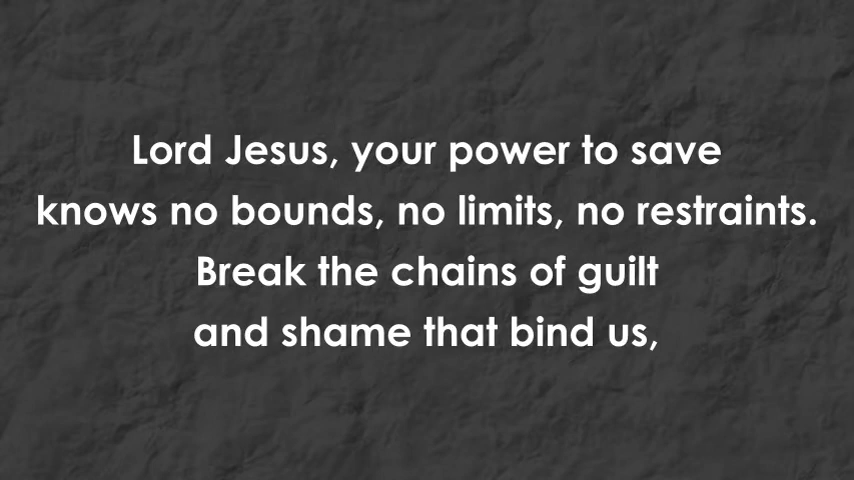 Lord Jesus, your power to save
knows no bounds, no limits, no restraints.
Break the chains of guilt
and shame that bind us,